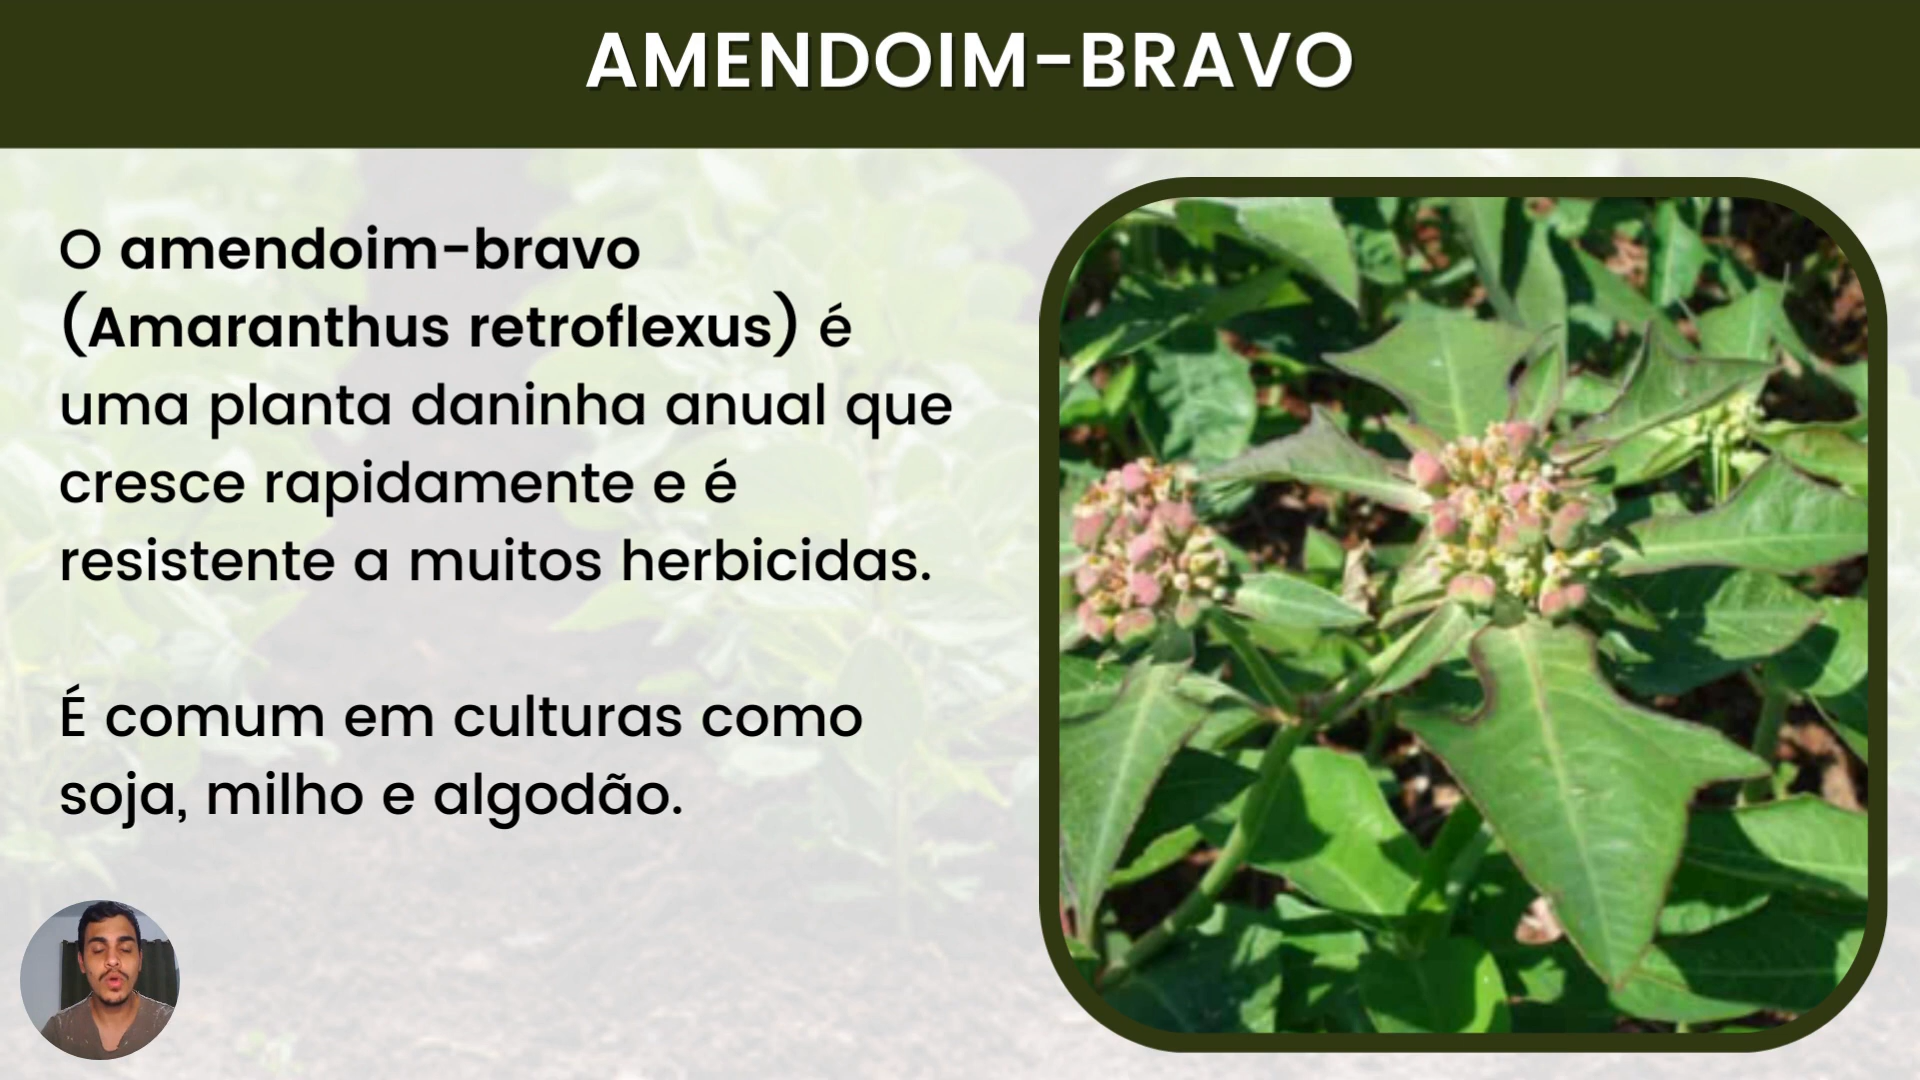 AMENDOIM-BRAVO
O amendoim-bravo
(Amaranthus retroflexus) é
uma planta daninha anual que
cresce rapidamente e é
resistente a muitos herbicidas.
É comum em culturas como
soja, milho e algodão.